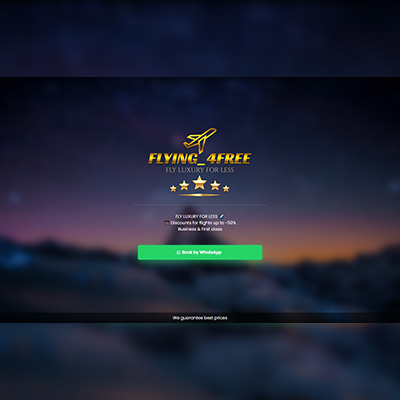 FLYING_4FREE
FLY LUXURY FOR LESS
FLY LUXURY FOR LESS
Discounts for flights up to -50%
Business & First class
Book by WhatsApp
We guarantee best prices